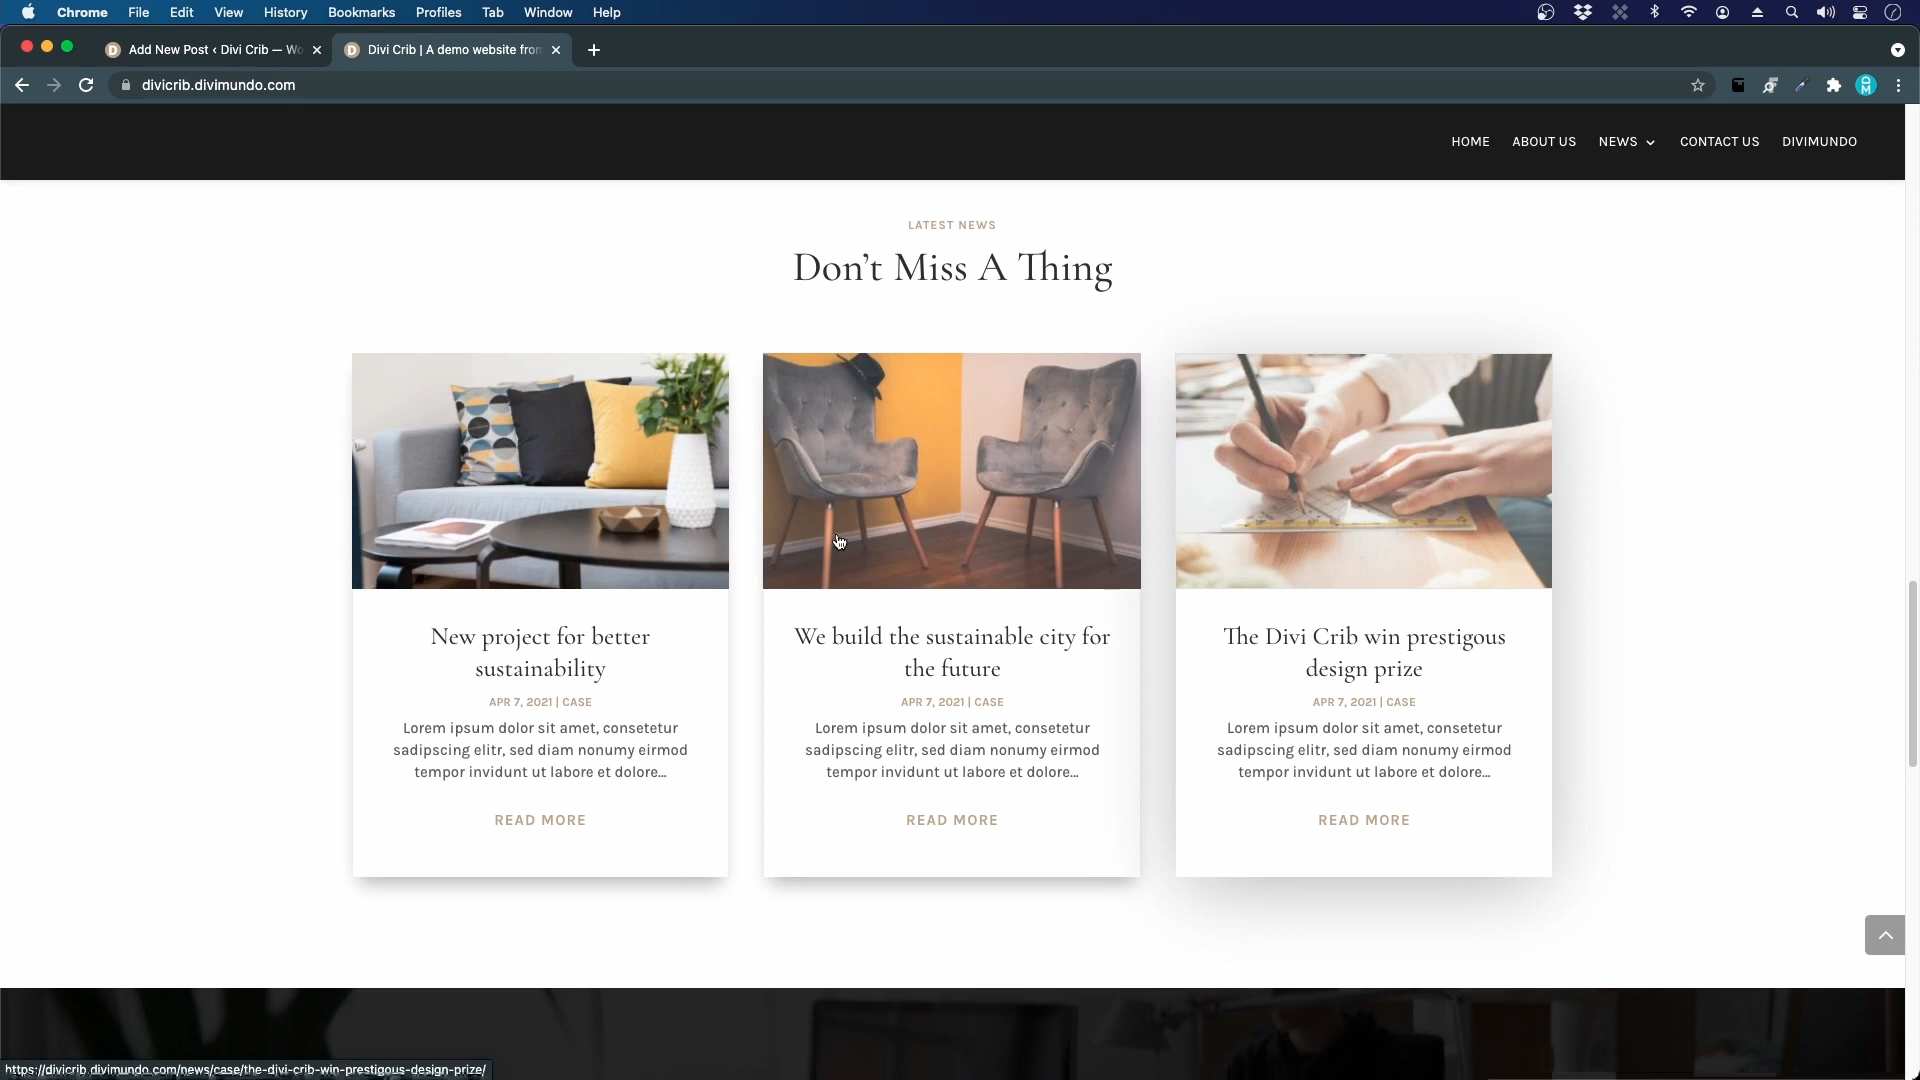 Chrome File Edit View History Bookmarks Profiles Tab Window Help
Add New Post ‹ Divi Crib — Wo
Divi Crib | A demo website from
divicrib.divimundo.com
HOME ABOUT US NEWS CONTACT US DIVIMUNDO
LATEST NEWS
Don't Miss A Thing
New project for better
sustainability
APR 7, 2021 | CASE
Lorem ipsum dolor sit amet, consetetur
sadipscing elitr, sed diam nonumy eirmod
tempor invidunt ut labore et dolore...
READ MORE
We build the sustainable city for
the future
APR 7, 2021 | CASE
Lorem ipsum dolor sit amet, consetetur
sadipscing elitr, sed diam nonumy eirmod
tempor invidunt ut labore et dolore...
READ MORE
The Divi Crib win prestigous
design prize
APR 7, 2021 | CASE
Lorem ipsum dolor sit amet, consetetur
sadipscing elitr, sed diam nonumy eirmod
tempor invidunt ut labore et dolore...
READ MORE
https://divicrib.divimundo.com/news/case/the-divi-crib-win-prestigous-design-prize/